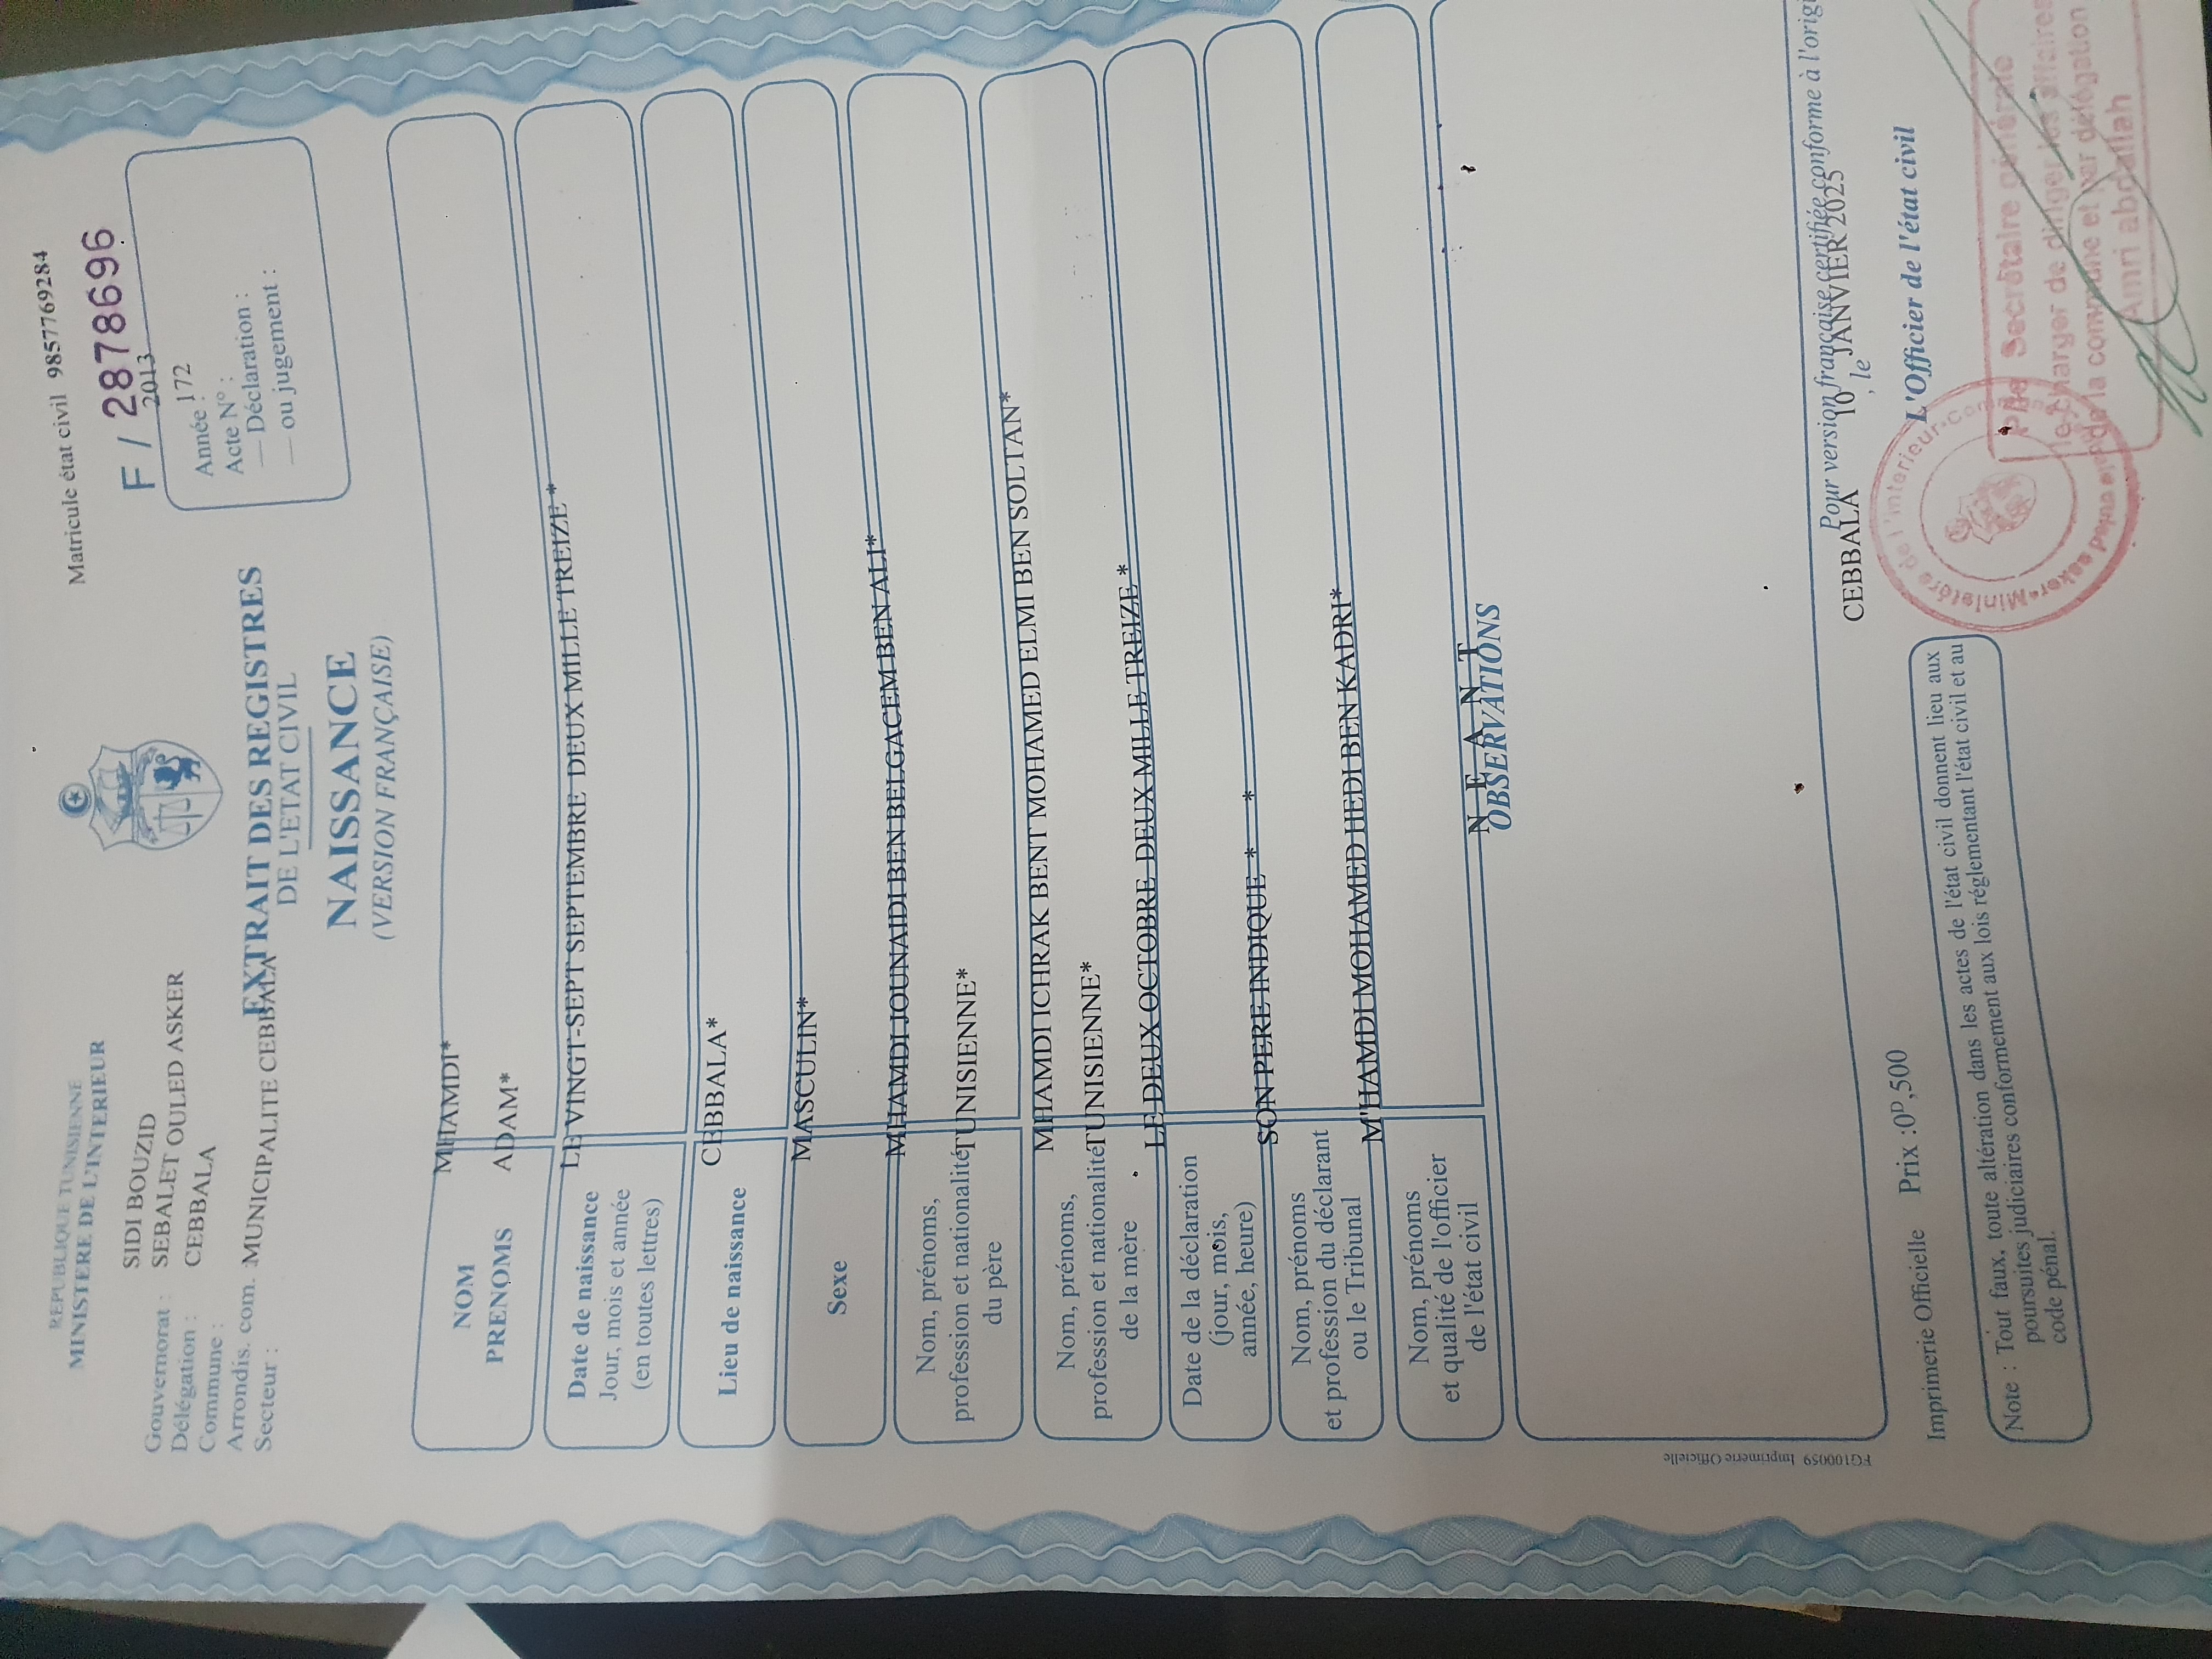 REPUBLIQUE TUNISIENNE
MINISTERE DE L'INTERIEUR
Matricule état civil 98577769284
F / 2878696
Gouvernorat : SIDI BOUZID
Délégation : SEBALET OULED ASKER
Commune : CEBBALA
Arrondis. com. MUNICIPALITE CEBBALA
Secteur :
Année : 2013
Acte N° : 172
— Déclaration :
— ou jugement :
EXTRAIT DES REGISTRES
DE L'ETAT CIVIL
NAISSANCE
(VERSION FRANÇAISE)
NOM MHAMDI*
PRENOMS ADAM*
Date de naissance
Jour, mois et année
(en toutes lettres)
LE VINGT-SEPT SEPTEMBRE DEUX MILLE TREIZE *
Lieu de naissance CEBBALA*
Sexe MASCULIN*
Nom, prénoms,
profession et nationalité
du père
MHAMDI JOUNAIDI BEN BELGACEM BEN ALI*
TUNISIENNE*
Nom, prénoms,
profession et nationalité
de la mère
MHAMDI ICHRAK BENT MOHAMED ELMI BEN SOLTAN*
TUNISIENNE*
Date de la déclaration
(jour, mois,
année, heure)
LE DEUX OCTOBRE DEUX MILLE TREIZE *
Nom, prénoms
et profession du déclarant
ou le Tribunal
SON PERE INDIQUE * *
Nom, prénoms
et qualité de l'officier
de l'état civil
M'HAMDI MOHAMED HEDI BEN KADRI*
N E A N T
OBSERVATIONS
Pour version française certifiée conforme à l'origi
CEBBALA , le 10 JANVIER 2025
L'Officier de l'état civil
P/le Secrétaire générale
le charger de diriger les affaires
de la commune et par délégation
Amri abdallah
FG100059 Imprimerie Officielle
Imprimerie Officielle Prix :0ᴰ,500
Note : Tout faux, toute altération dans les actes de l'état civil donnent lieu aux
poursuites judiciaires conformement aux lois réglementant l'état civil et au
code pénal.